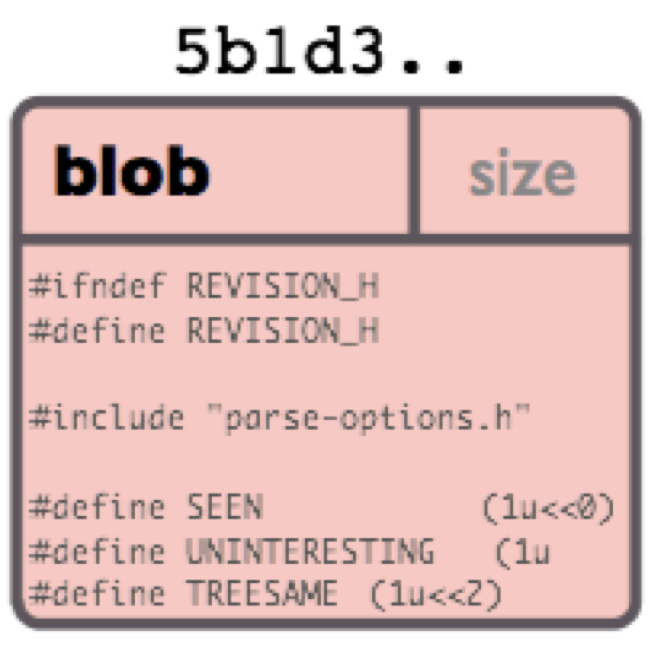 5b1d3..
blob size
#ifndef REVISION_H
#define REVISION_H
#include "parse-options.h"
#define SEEN (1u<<0)
#define UNINTERESTING (1u
#define TREESAME (1u<<2)